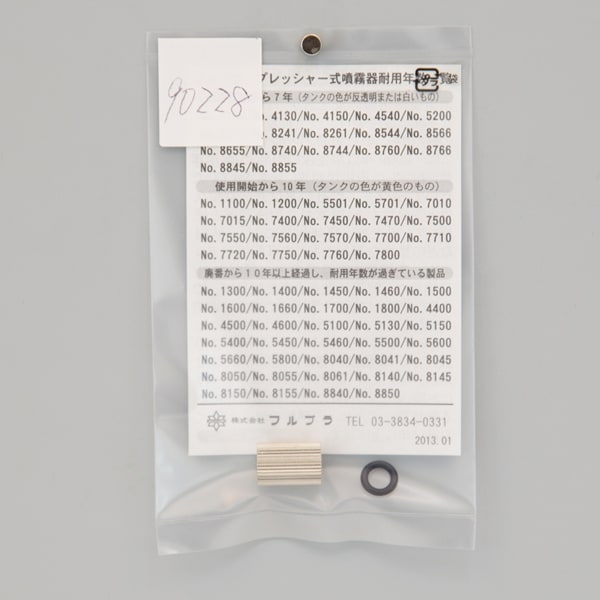 90228
プレッシャー式噴霧器耐用年数一覧
プラ 袋
ら7年（タンクの色が反透明または白いもの）
4130/No. 4150/No. 4540/No. 5200
8241/No. 8261/No. 8544/No. 8566
No. 8655/No. 8740/No. 8744/No. 8760/No. 8766
No. 8845/No. 8855
使用開始から10年（タンクの色が黄色のもの）
No. 1100/No. 1200/No. 5501/No. 5701/No. 7010
No. 7015/No. 7400/No. 7450/No. 7470/No. 7500
No. 7550/No. 7560/No. 7570/No. 7700/No. 7710
No. 7720/No. 7750/No. 7760/No. 7800
廃番から10年以上経過し、耐用年数が過ぎている製品
No. 1300/No. 1400/No. 1450/No. 1460/No. 1500
No. 1600/No. 1660/No. 1700/No. 1800/No. 4400
No. 4500/No. 4600/No. 5100/No. 5130/No. 5150
No. 5400/No. 5450/No. 5460/No. 5500/No. 5600
No. 5660/No. 5800/No. 8040/No. 8041/No. 8045
No. 8050/No. 8055/No. 8061/No. 8140/No. 8145
No. 8150/No. 8155/No. 8840/No. 8850
株式会社 フルプラ TEL 03-3834-0331
2013.01